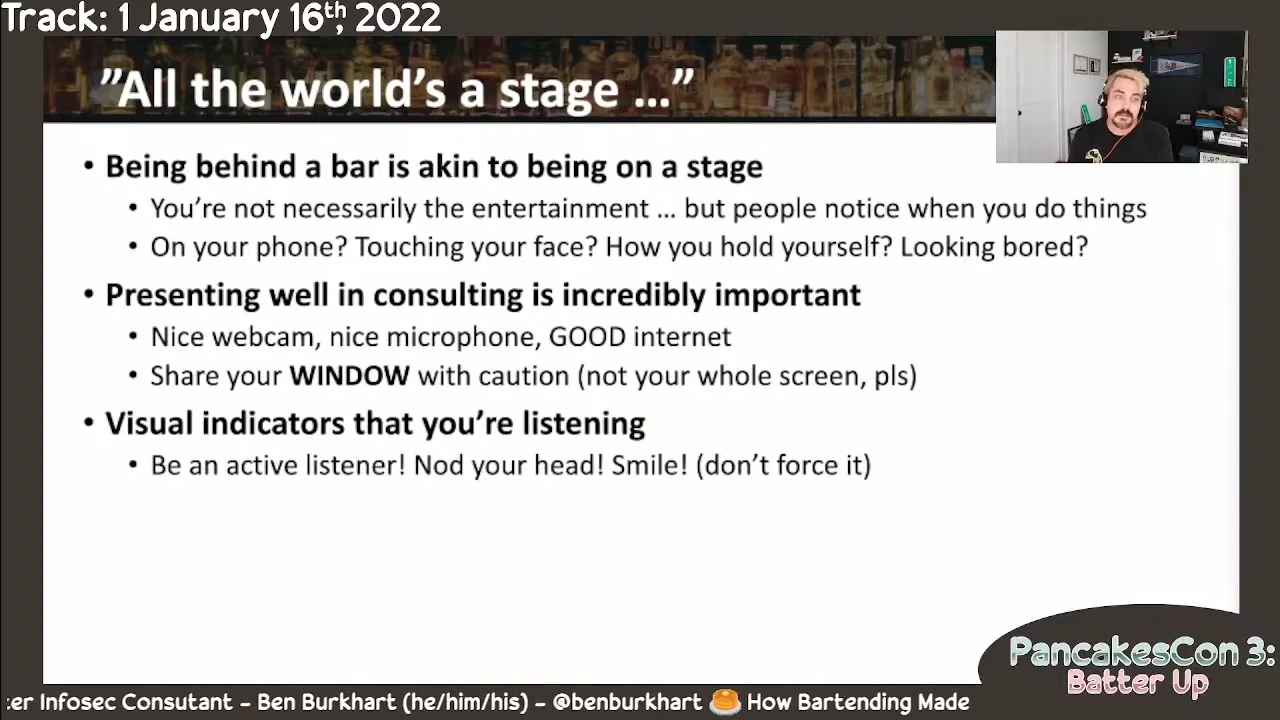 Track: 1 January 16th, 2022
"All the world's a stage ..."
• Being behind a bar is akin to being on a stage
• You're not necessarily the entertainment ... but people notice when you do things
• On your phone? Touching your face? How you hold yourself? Looking bored?
• Presenting well in consulting is incredibly important
• Nice webcam, nice microphone, GOOD internet
• Share your WINDOW with caution (not your whole screen, pls)
• Visual indicators that you're listening
• Be an active listener! Nod your head! Smile! (don't force it)
PancakesCon 3:
Batter Up
er Infosec Consutant - Ben Burkhart (he/him/his) - @benburkhart 🥞 How Bartending Made